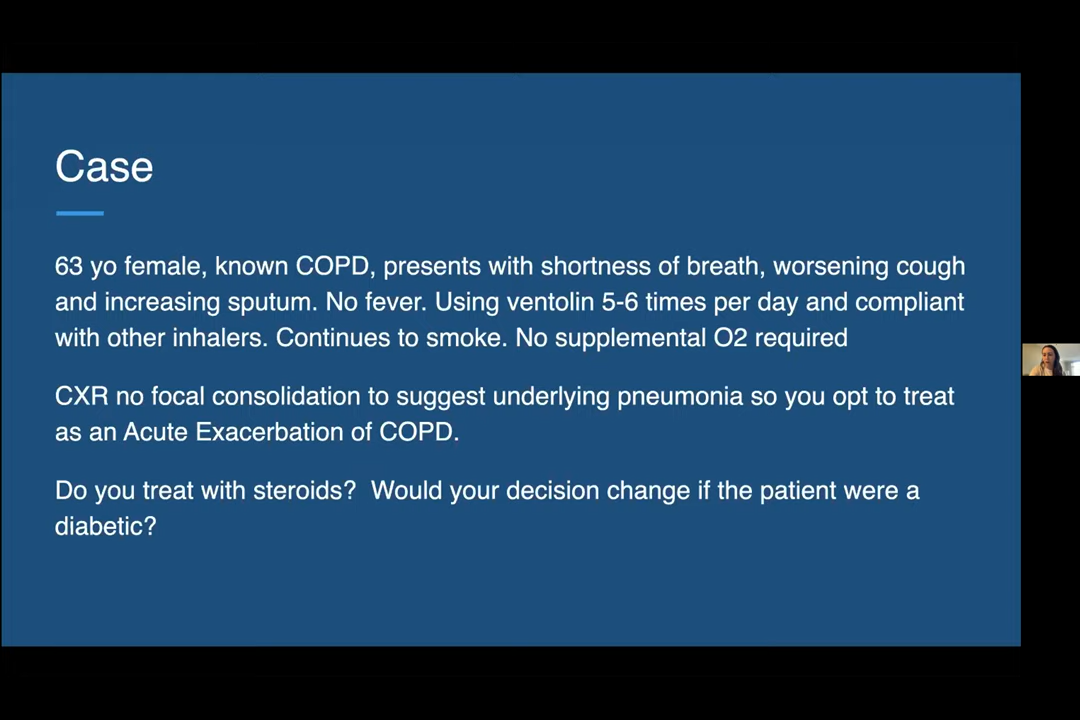 Case
63 yo female, known COPD, presents with shortness of breath, worsening cough
and increasing sputum. No fever. Using ventolin 5-6 times per day and compliant
with other inhalers. Continues to smoke. No supplemental O2 required
CXR no focal consolidation to suggest underlying pneumonia so you opt to treat
as an Acute Exacerbation of COPD.
Do you treat with steroids?  Would your decision change if the patient were a
diabetic?